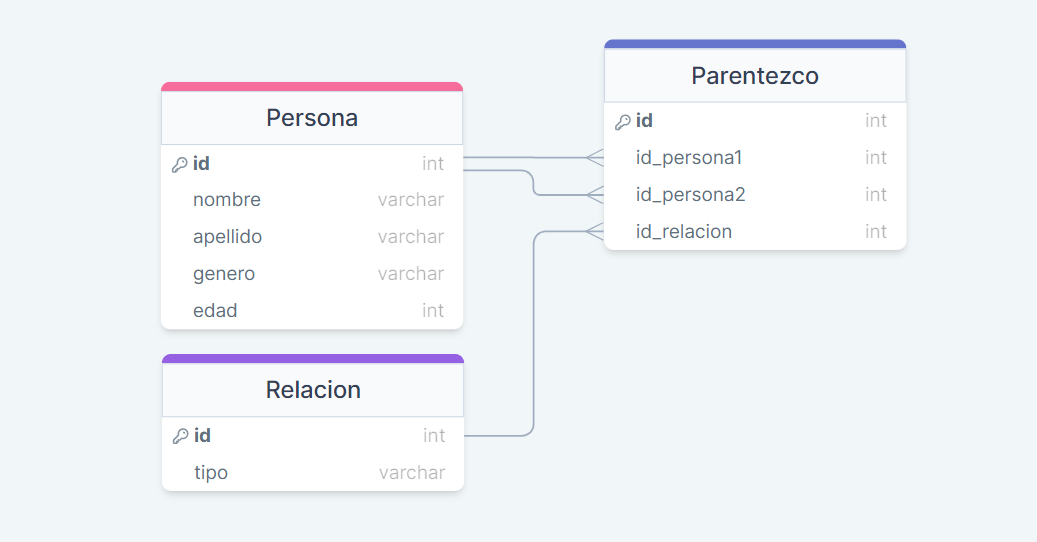 Persona
id int
nombre varchar
apellido varchar
genero varchar
edad int
Relacion
id int
tipo varchar
Parentezco
id int
id_persona1 int
id_persona2 int
id_relacion int